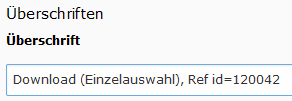 Überschriften
Überschrift
Download (Einzelauswahl), Ref id=120042